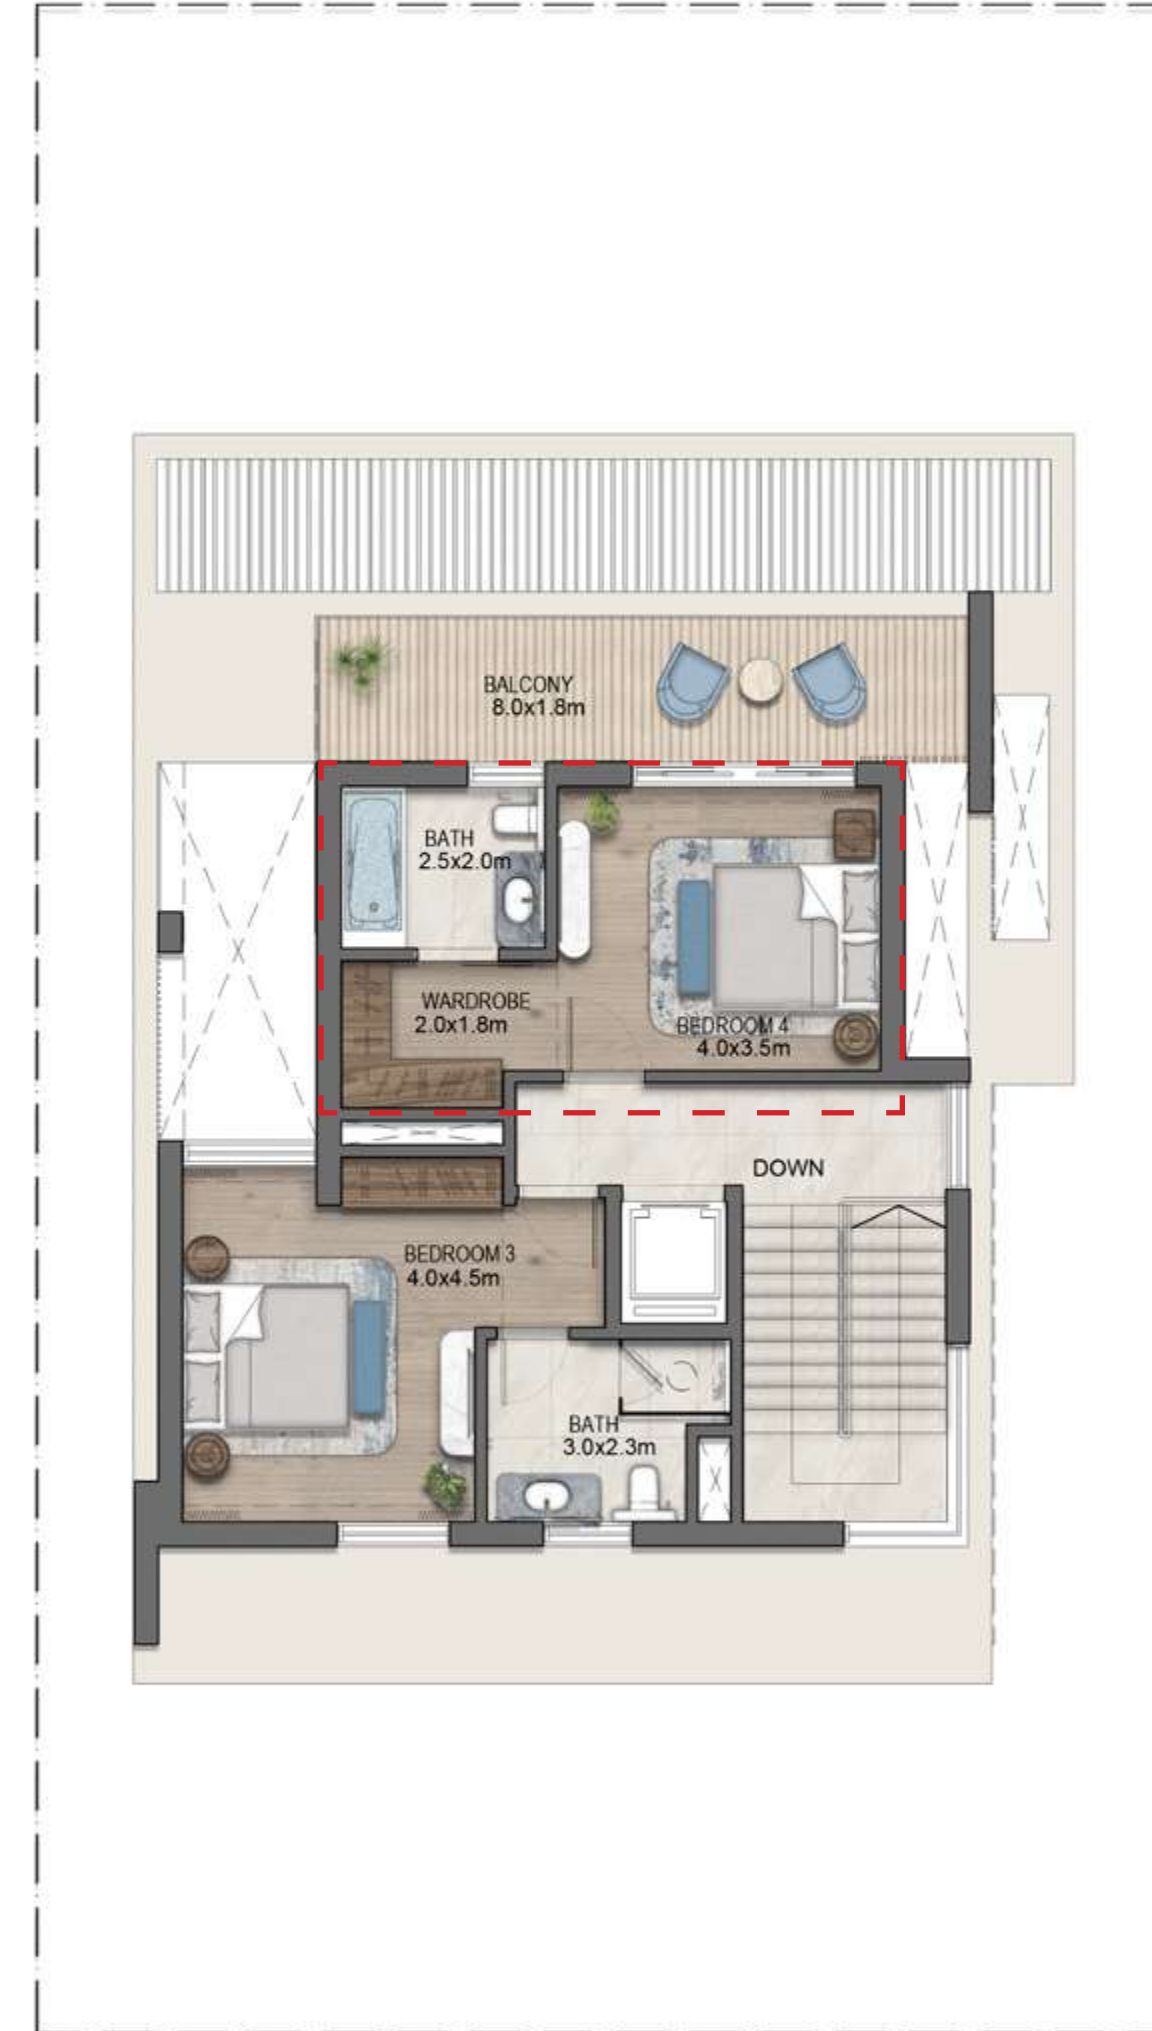 BALCONY
8.0x1.8m
BATH
2.5x2.0m
WARDROBE
2.0x1.8m
BEDROOM 4
4.0x3.5m
DOWN
BEDROOM 3
4.0x4.5m
BATH
3.0x2.3m